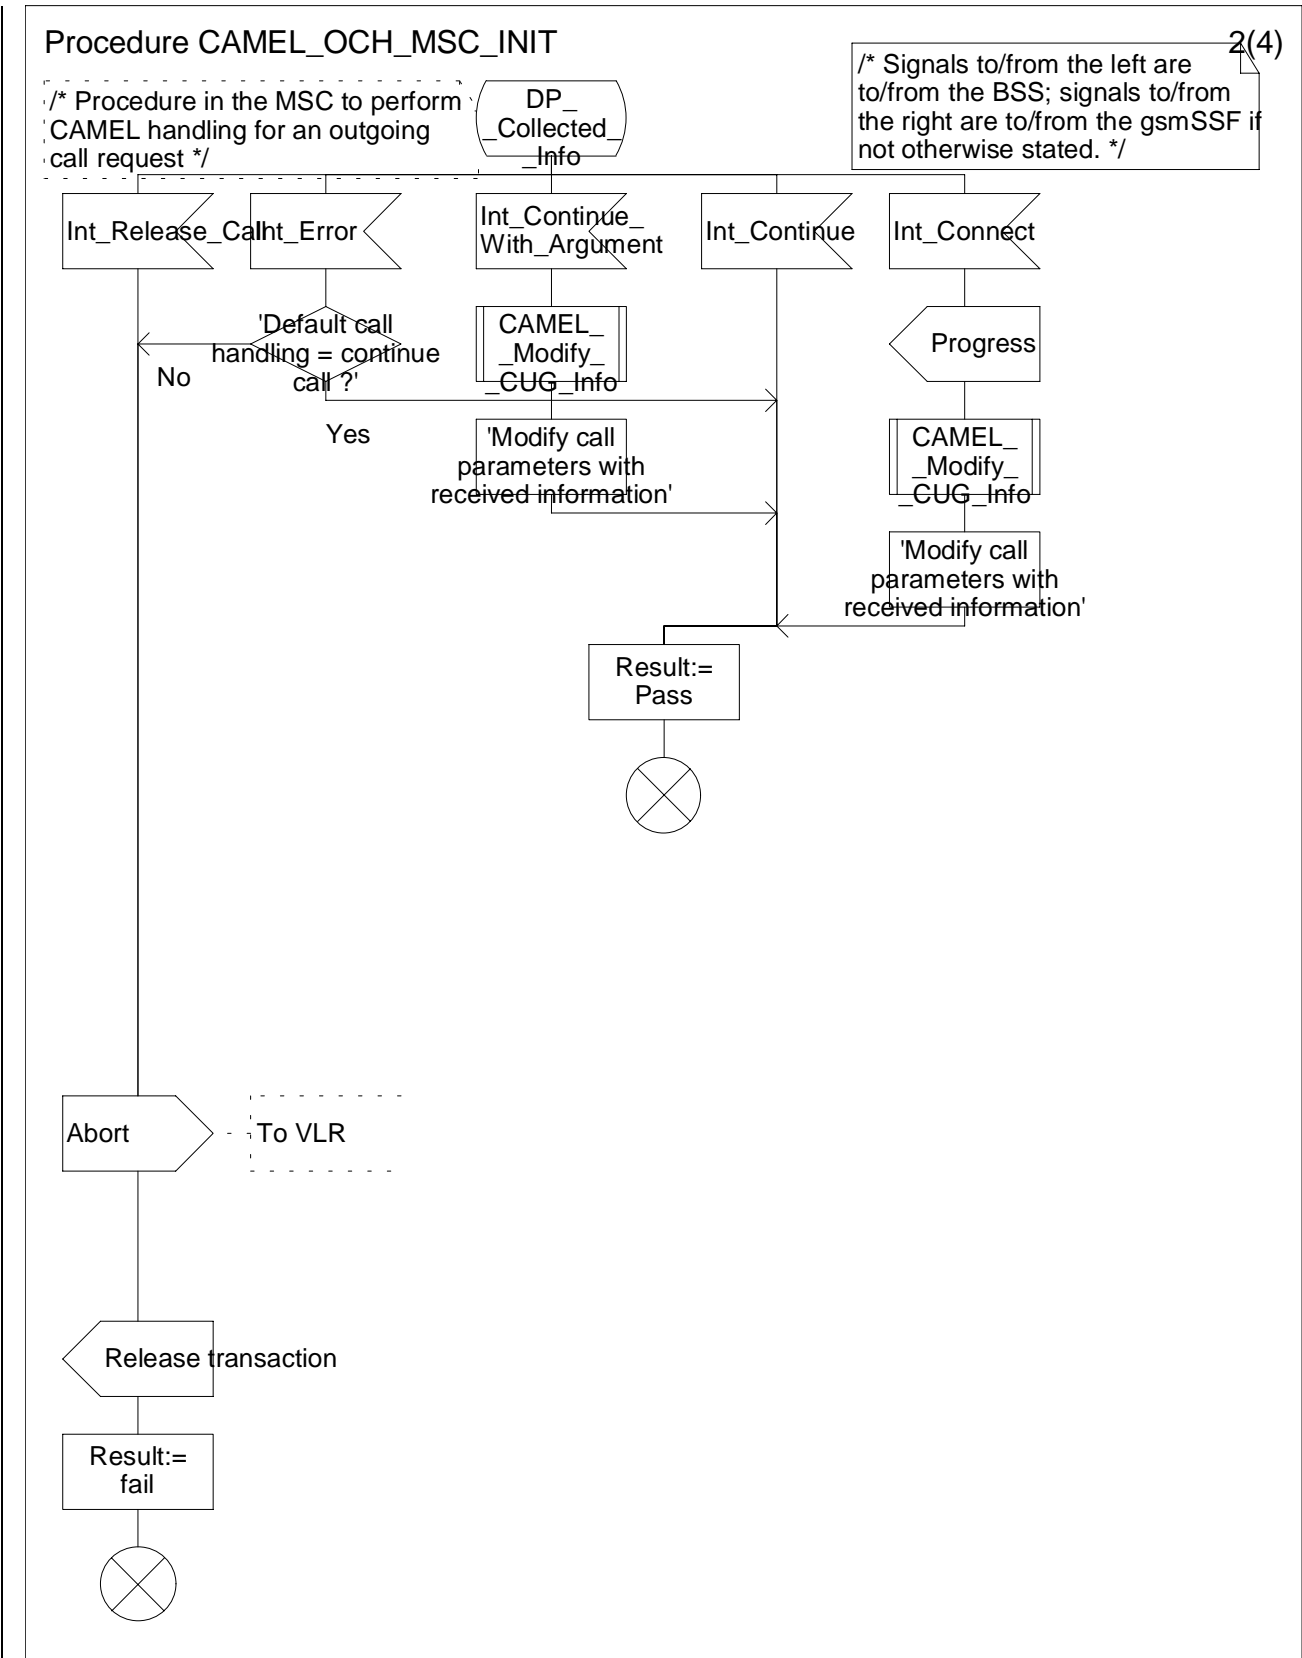 Procedure CAMEL_OCH_MSC_INIT
2(4)
/* Procedure in the MSC to perform
CAMEL handling for an outgoing
call request */
DP_
_Collected_
_Info
/* Signals to/from the left are
to/from the BSS; signals to/from
the right are to/from the gsmSSF if
not otherwise stated. */
Int_Release_Call
Int_Error
Int_Continue_
With_Argument
Int_Continue
Int_Connect
'Default call
handling = continue
call ?'
No
Yes
CAMEL_
_Modify_
_CUG_Info
Progress
'Modify call
parameters with
received information'
CAMEL_
_Modify_
_CUG_Info
'Modify call
parameters with
received information'
Result:=
Pass
Abort
To VLR
Release transaction
Result:=
fail